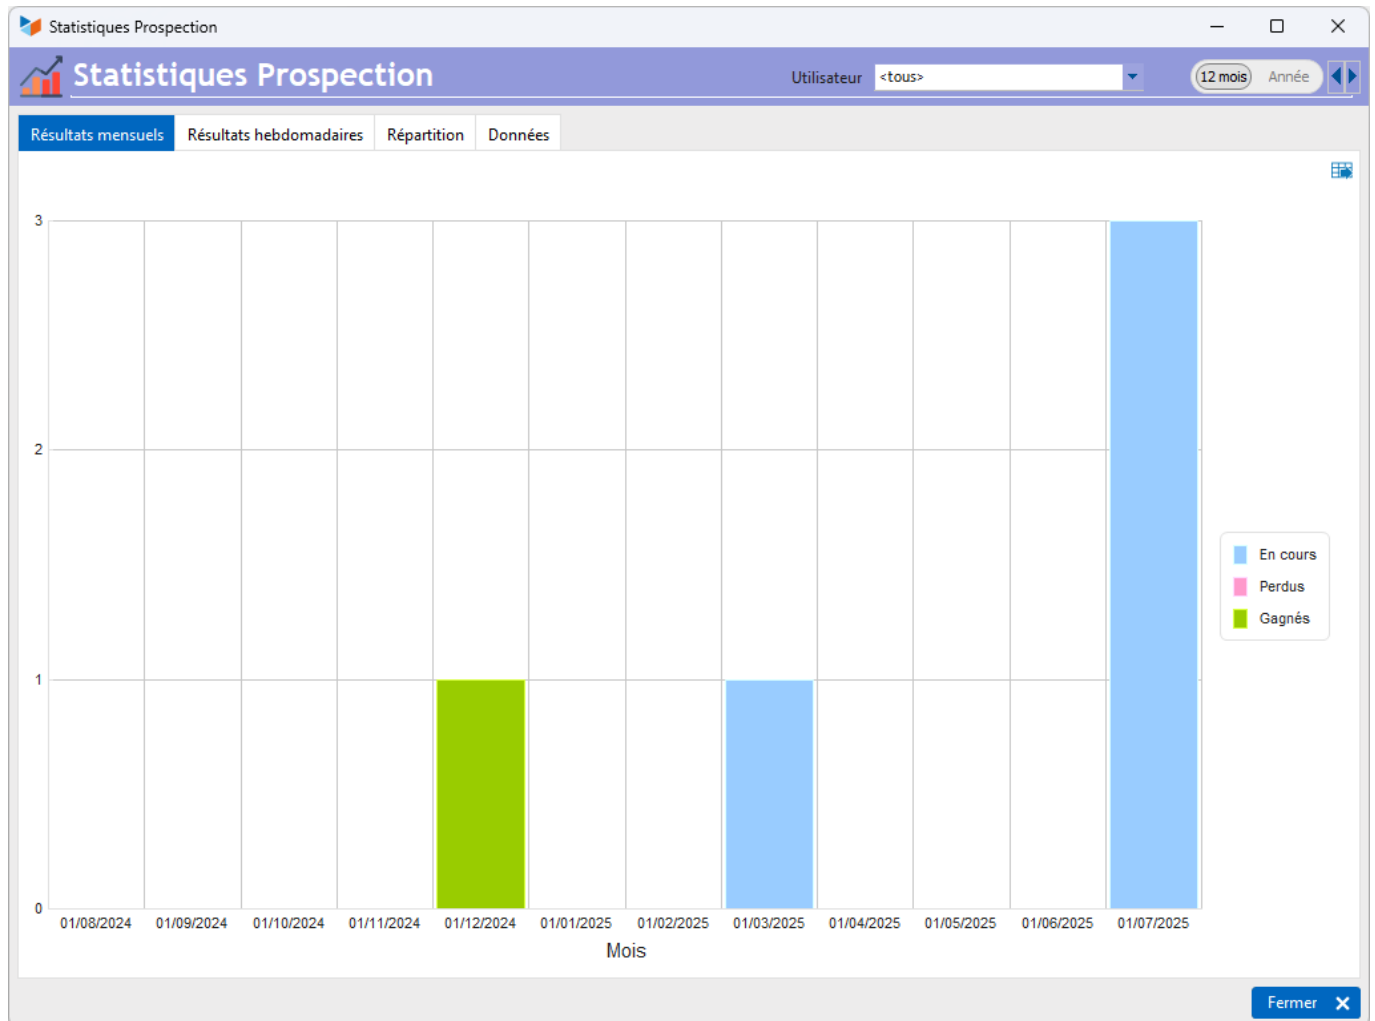 Statistiques Prospection
Statistiques Prospection
Utilisateur <tous> 12 mois Année
Résultats mensuels Résultats hebdomadaires Répartition Données
3
2
1
0
En cours
Perdus
Gagnés
01/08/2024 01/09/2024 01/10/2024 01/11/2024 01/12/2024 01/01/2025 01/02/2025 01/03/2025 01/04/2025 01/05/2025 01/06/2025 01/07/2025
Mois
Fermer